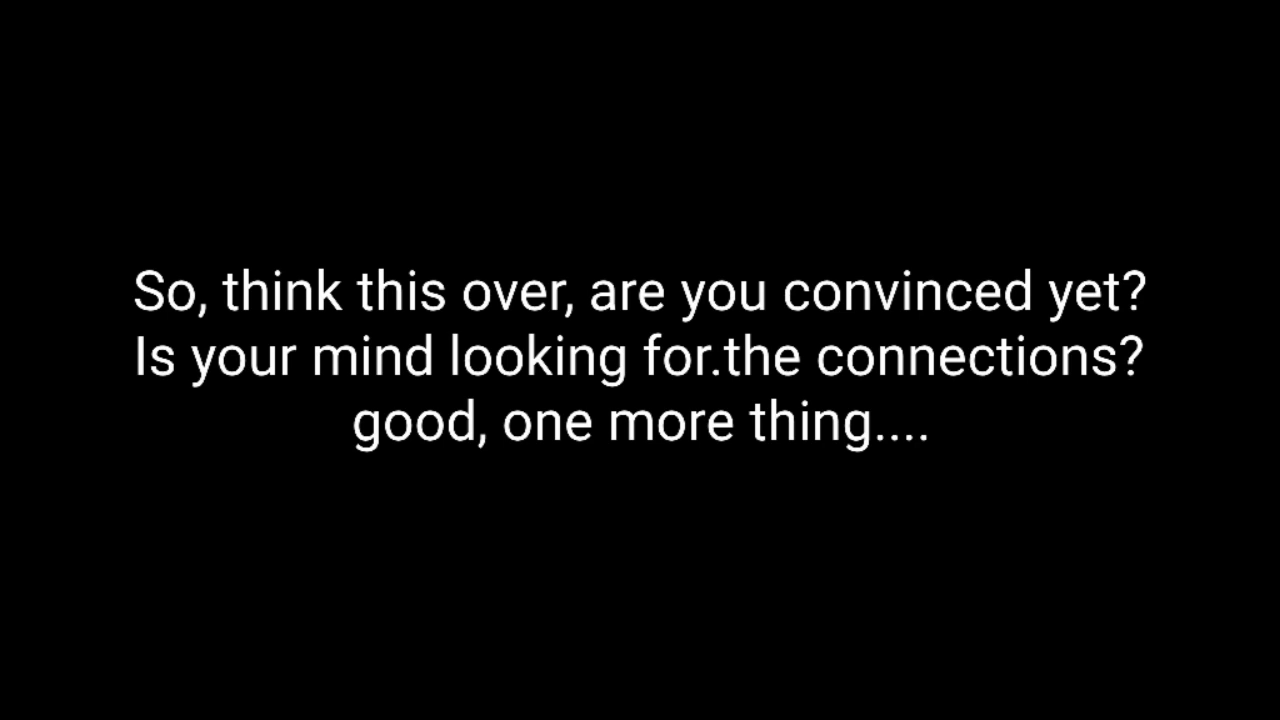 So, think this over, are you convinced yet?
Is your mind looking for.the connections?
good, one more thing....